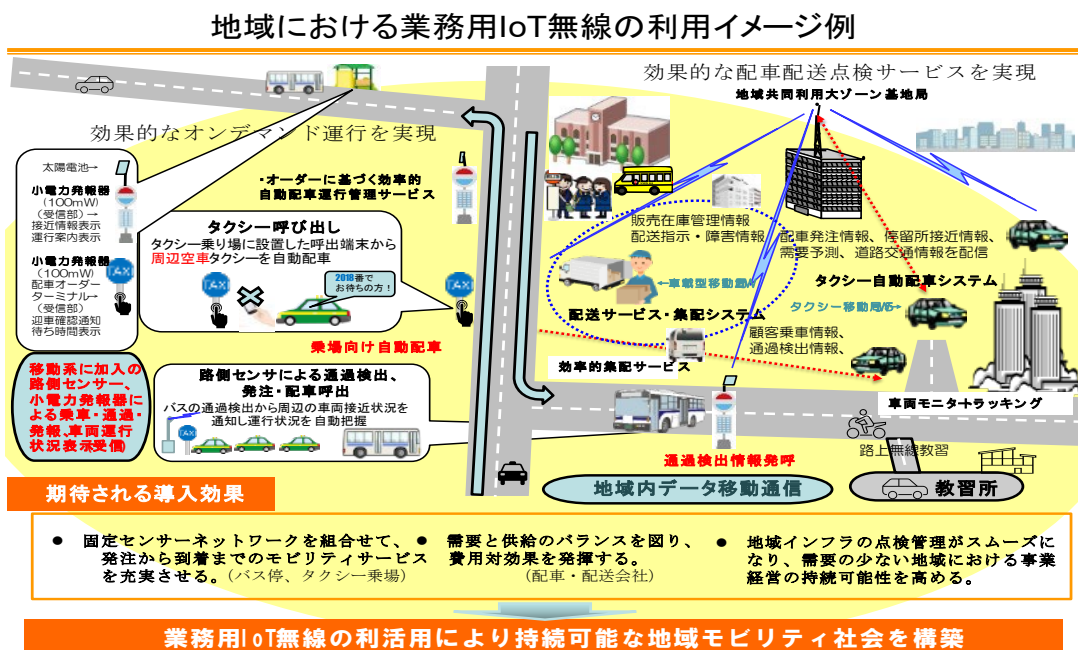 地域における業務用IoT無線の利用イメージ例
効果的な配車配送点検サービスを実現
地域共同利用大ゾーン基地局
効果的なオンデマンド運行を実現
太陽電池→
小電力発報器
(100mW)
(受信部)→
接近情報表示
運行案内表示
小電力発報器
(100mW)
配車オーダー
ターミナル→
(受信部)
迎車確認通知
待ち時間表示
・オーダーに基づく効率的
自動配車運行管理サービス
タクシー呼び出し
タクシー乗り場に設置した呼出端末から
周辺空車タクシーを自動配車
TAXI
2018番で
お待ちの方！
TAXI
TAXI
TAXI
乗場向け自動配車
移動系に加入の
路側センサー、
小電力発報器に
よる乗車・通過・
発報、車両運行
状況表示(受信)
路側センサによる通過検出、
発注・配車呼出
バスの通過検出から周辺の車両接近状況を
通知し運行状況を自動把握
TAXI
販売在庫管理情報
配送指示・障害情報
←車載型移動局
配送サービス・集配システム
効率的集配サービス
配車発注情報、停留所接近情報、
需要予測、道路交通情報を配信
タクシー自動配車システム
タクシー移動局
顧客乗車情報、
通過検出情報、
車両モニタートラッキング
路上無線教習
通過検出情報発呼
地域内データ移動通信
教習所
期待される導入効果
● 固定センサーネットワークを組合せて、
発注から到着までのモビリティサービス
を充実させる。(バス停、タクシー乗場)
● 需要と供給のバランスを図り、
費用対効果を発揮する。
(配車・配送会社)
● 地域インフラの点検管理がスムーズに
なり、需要の少ない地域における事業
経営の持続可能性を高める。
業務用IoT無線の利活用により持続可能な地域モビリティ社会を構築